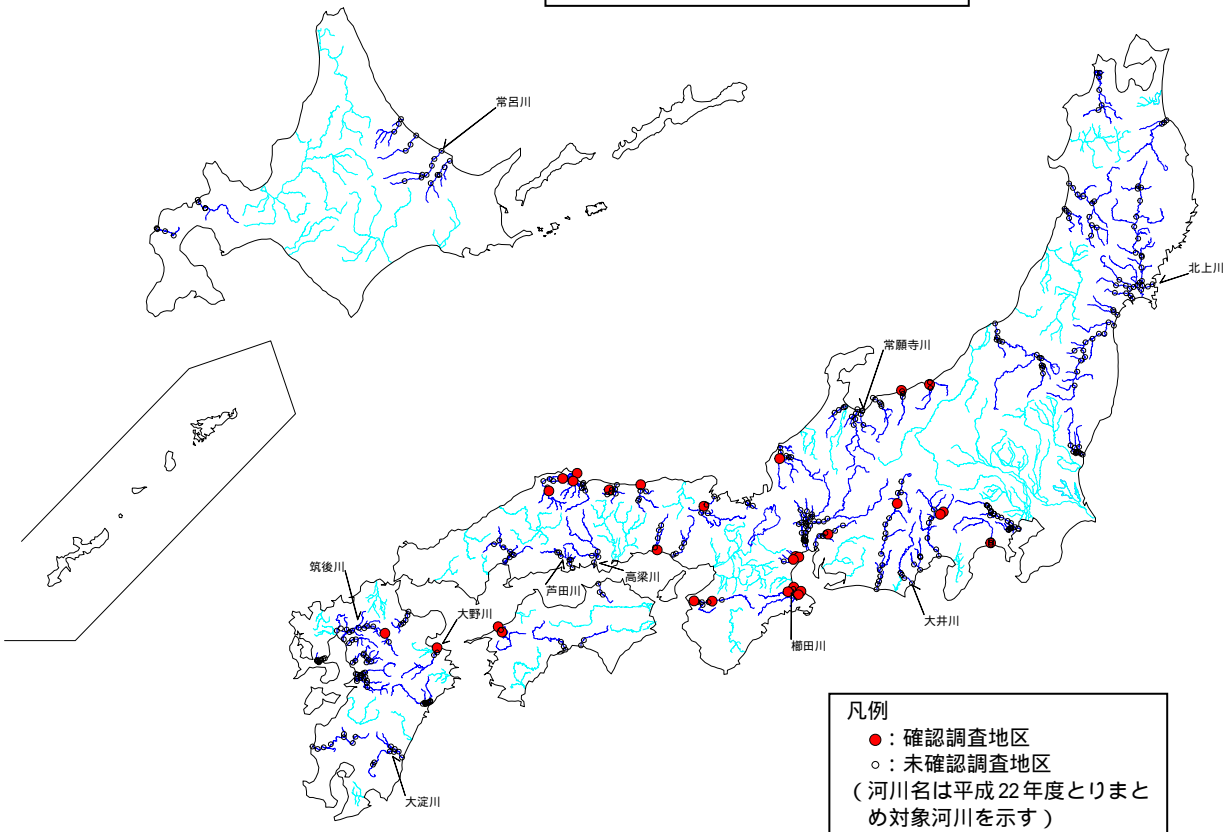 常呂川
北上川
常願寺川
筑後川
芦田川
高梁川
大野川
大井川
櫛田川
大淀川
凡例
●：確認調査地区
○：未確認調査地区
（河川名は平成22年度とりまと
め対象河川を示す）